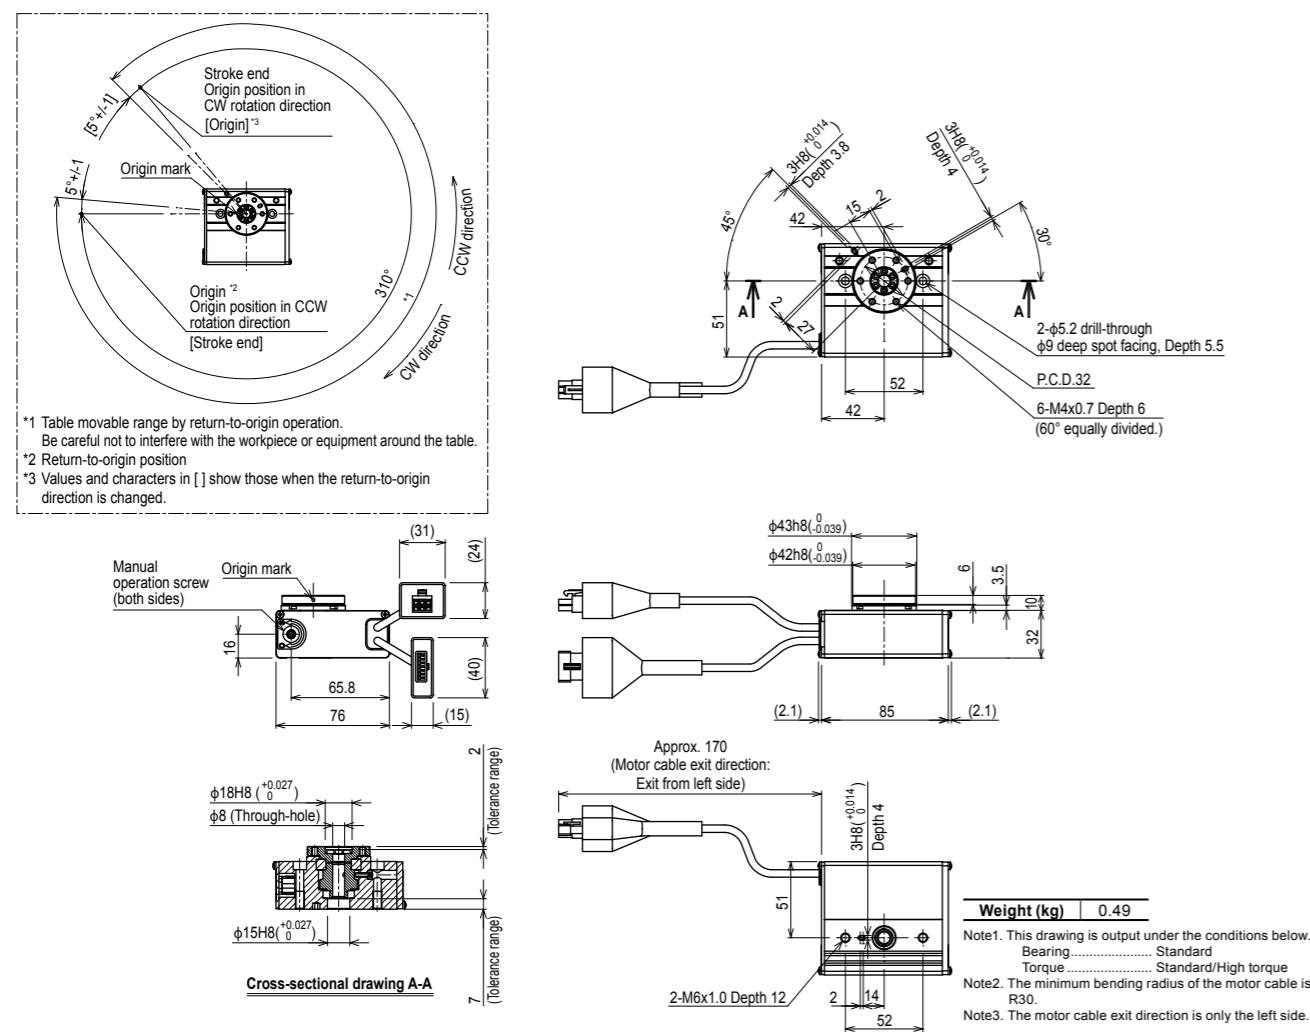 Stroke end
Origin position in
CW rotation direction
[Origin] *3
[5°+/-1]
Origin mark
5°+/-1
CCW direction
310°
*1
CW direction
Origin *2
Origin position in CCW
rotation direction
[Stroke end]
*1 Table movable range by return-to-origin operation.
Be careful not to interfere with the workpiece or equipment around the table.
*2 Return-to-origin position
*3 Values and characters in [ ] show those when the return-to-origin
direction is changed.
3H8( +0.014 0 )
Depth 3.8
3H8( +0.014 0 )
Depth 4
45°
42
15
2
30°
A
A
51
2
27
2-φ5.2 drill-through
φ9 deep spot facing, Depth 5.5
P.C.D.32
52
42
6-M4x0.7 Depth 6
(60° equally divided.)
Manual
operation screw
(both sides)
Origin mark
(31)
(24)
16
65.8
76
(40)
(15)
φ43h8( 0 -0.039 )
φ42h8( 0 -0.039 )
6
3.5
10
32
(2.1)
85
(2.1)
φ18H8 ( +0.027 0 )
φ8 (Through-hole)
2
(Tolerance range)
φ15H8( +0.027 0 )
7
(Tolerance range)
Cross-sectional drawing A-A
Approx. 170
(Motor cable exit direction:
Exit from left side)
3H8( +0.014 0 )
Depth 4
51
2-M6x1.0 Depth 12
2
14
52
Weight (kg) 0.49
Note1. This drawing is output under the conditions below.
Bearing........................ Standard
Torque ........................ Standard/High torque
Note2. The minimum bending radius of the motor cable is
R30.
Note3. The motor cable exit direction is only the left side.